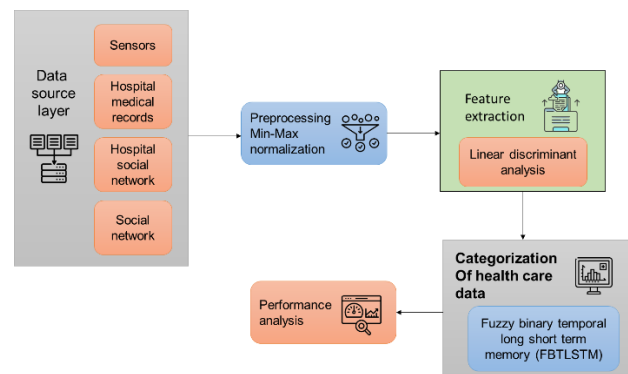 Data
source
layer
Sensors
Hospital
medical
records
Hospital
social
network
Social
network
Preprocessing
Min-Max
normalization
Feature
extraction
Linear discriminant
analysis
Categorization
Of health care
data
Fuzzy binary temporal
long short term
memory (FBTLSTM)
Performance
analysis